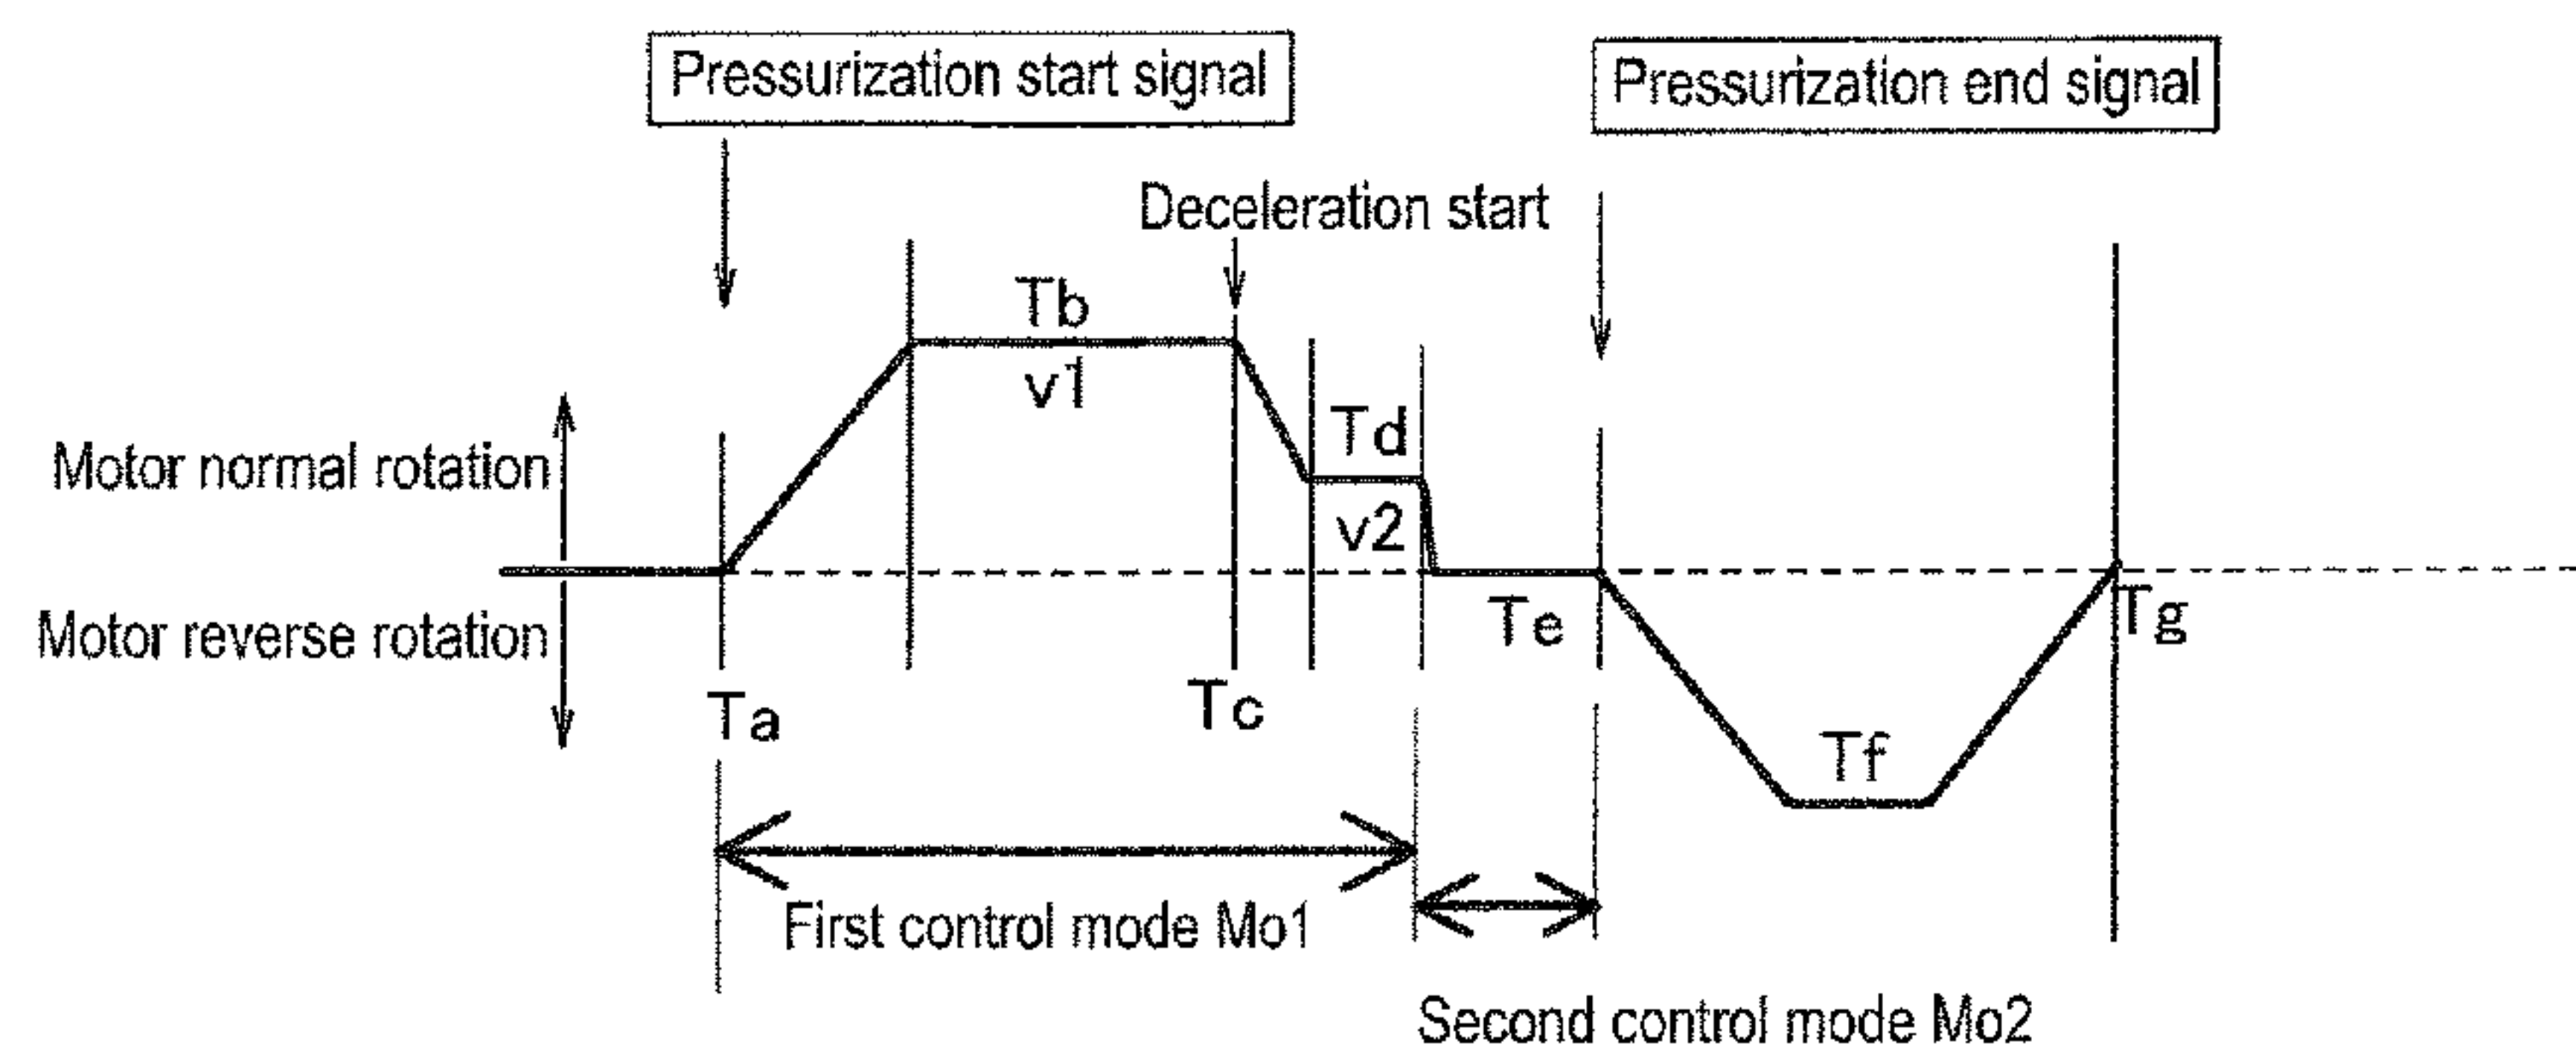 Pressurization start signal
Pressurization end signal
Deceleration start
Tb
v1
Td
v2
Motor normal rotation
Motor reverse rotation
Te
Tg
Ta
Tc
Tf
First control mode Mo1
Second control mode Mo2